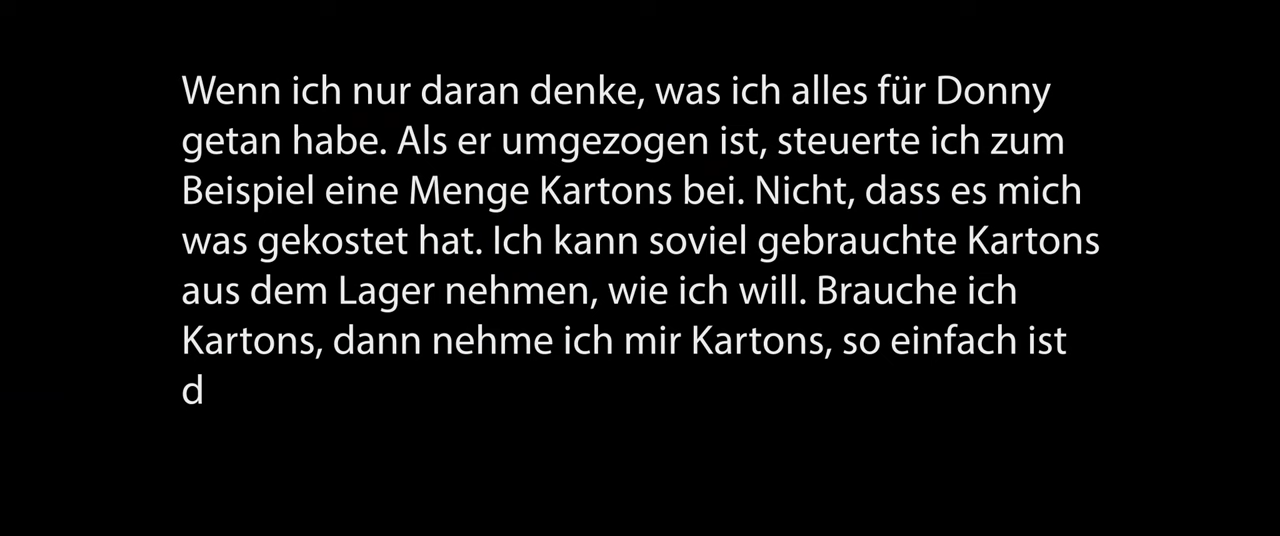 Wenn ich nur daran denke, was ich alles für Donny
getan habe. Als er umgezogen ist, steuerte ich zum
Beispiel eine Menge Kartons bei. Nicht, dass es mich
was gekostet hat. Ich kann soviel gebrauchte Kartons
aus dem Lager nehmen, wie ich will. Brauche ich
Kartons, dann nehme ich mir Kartons, so einfach ist
d